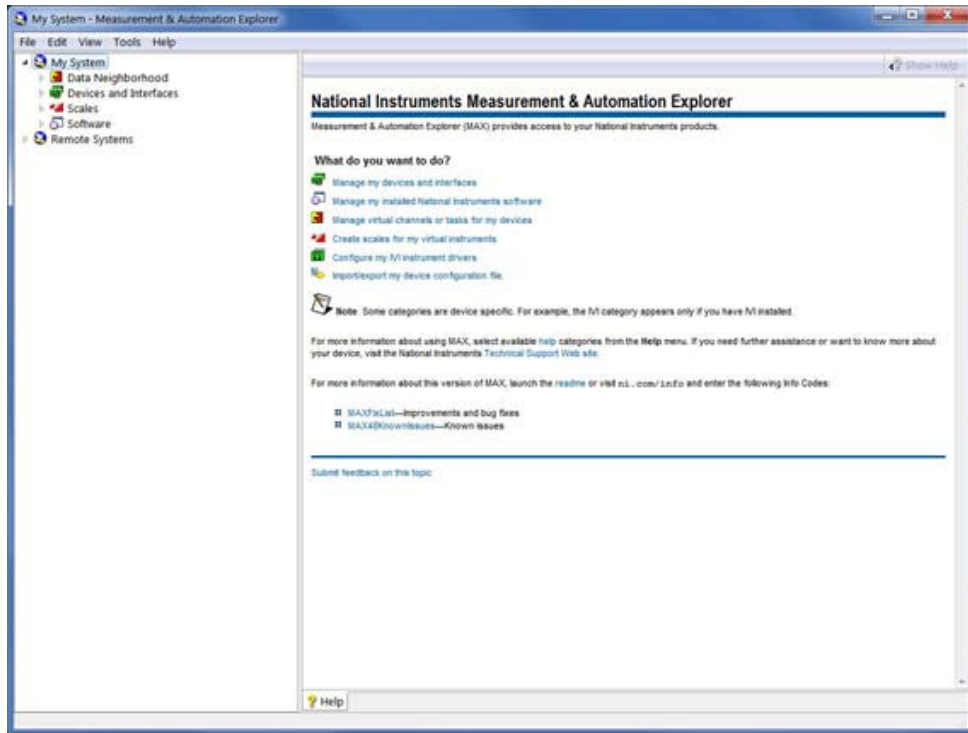 My System - Measurement & Automation Explorer
File Edit View Tools Help
My System
Data Neighborhood
Devices and Interfaces
Scales
Software
Remote Systems
Show Help
National Instruments Measurement & Automation Explorer
Measurement & Automation Explorer (MAX) provides access to your National Instruments products.
What do you want to do?
Manage my devices and interfaces
Manage my installed National Instruments software
Manage virtual channels or tasks for my devices
Create scales for my virtual instruments
Configure my IVI instrument drivers
Import/export my device configuration file.
Note Some categories are device specific. For example, the IVI category appears only if you have IVI installed.
For more information about using MAX, select available help categories from the Help menu. If you need further assistance or want to know more about
your device, visit the National Instruments Technical Support Web site.
For more information about this version of MAX, launch the readme or visit ni.com/info and enter the following Info Codes:
MAXFixList—Improvements and bug fixes
MAX48KnownIssues—Known issues
Submit feedback on this topic
Help